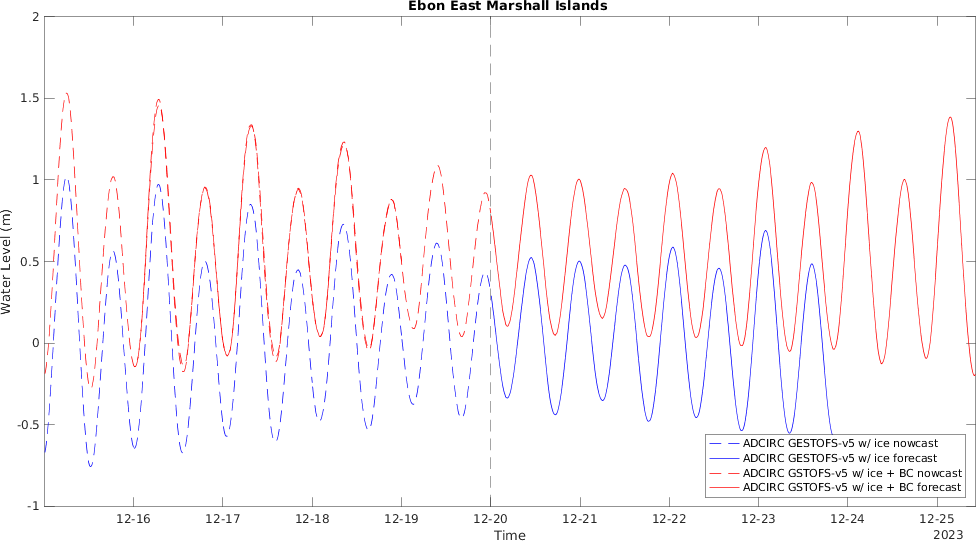 Ebon East Marshall Islands
2
1.5
1
0.5
0
-0.5
-1
Water Level (m)
12-16 12-17 12-18 12-19 12-20 12-21 12-22 12-23 12-24 12-25
Time
2023
ADCIRC GESTOFS-v5 w/ ice nowcast
ADCIRC GESTOFS-v5 w/ ice forecast
ADCIRC GSTOFS-v5 w/ ice + BC nowcast
ADCIRC GSTOFS-v5 w/ ice + BC forecast